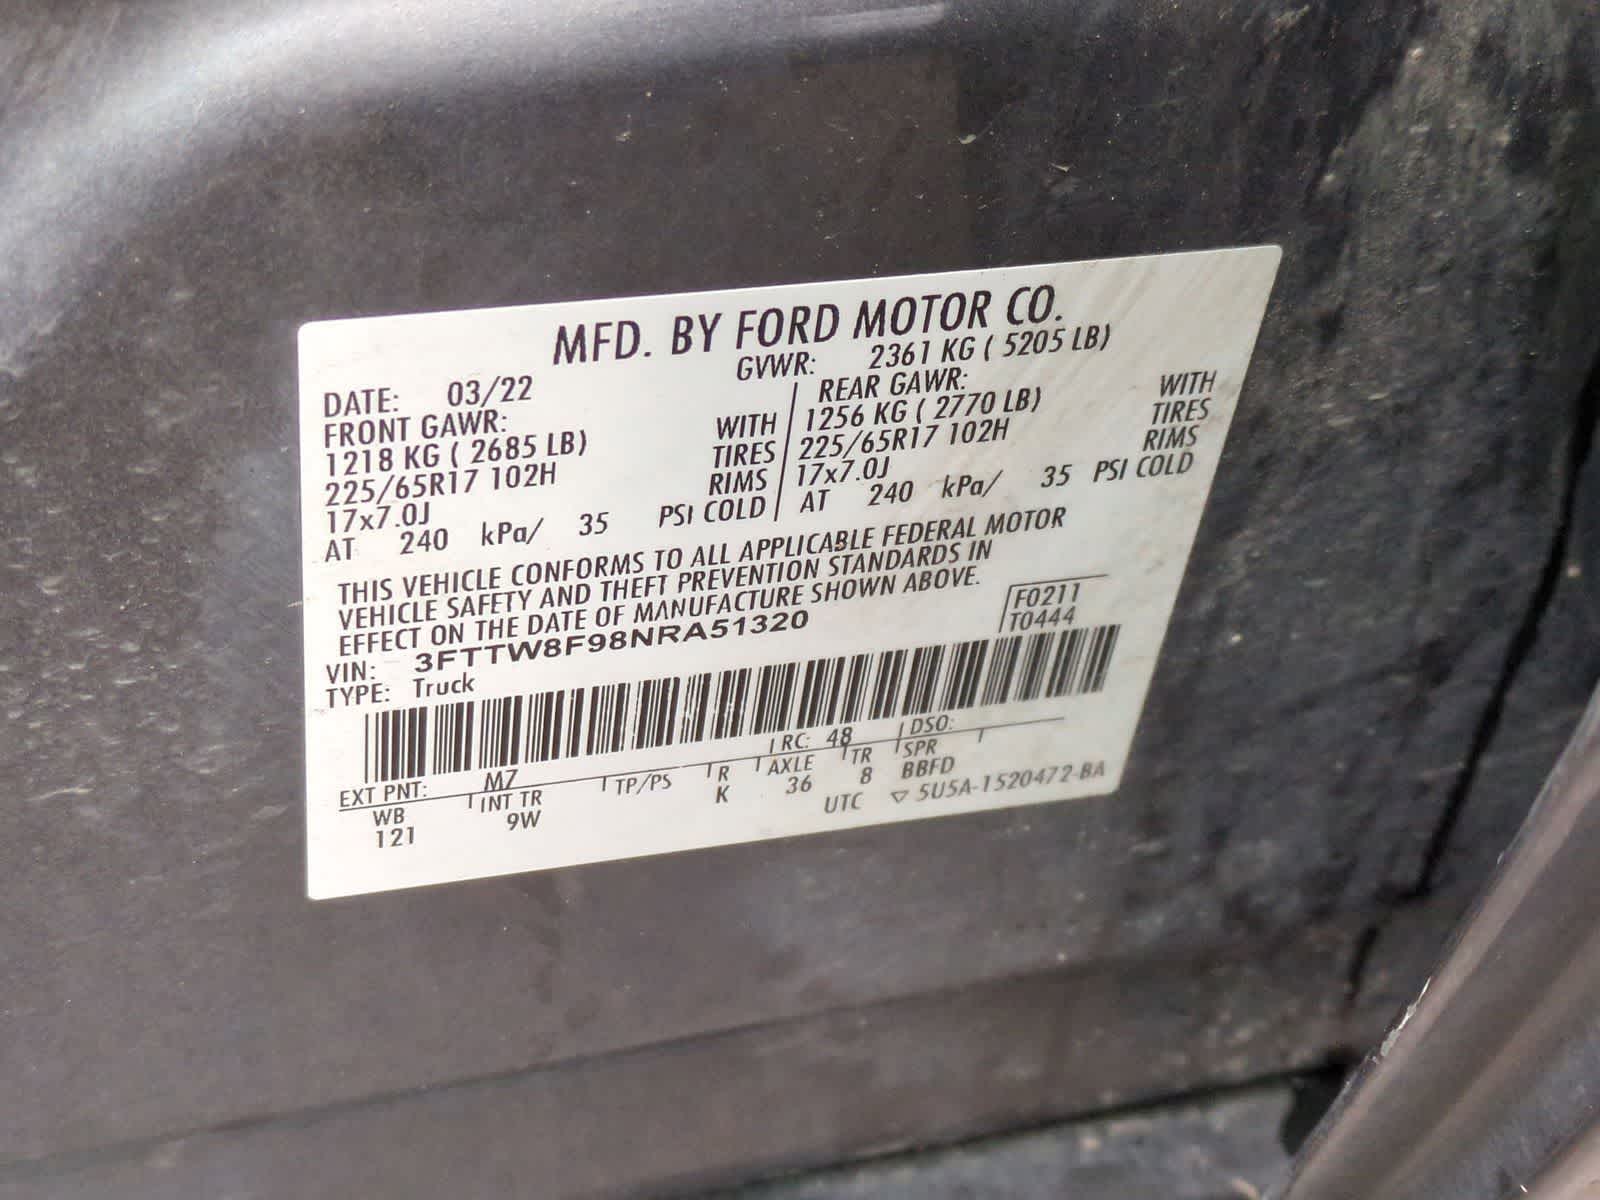 MFD. BY FORD MOTOR CO.
DATE: 03/22 GVWR: 2361 KG ( 5205 LB)
FRONT GAWR: REAR GAWR:
1218 KG ( 2685 LB) WITH 1256 KG ( 2770 LB) WITH
225/65R17 102H TIRES 225/65R17 102H TIRES
17x7.0J RIMS 17x7.0J RIMS
AT 240 kPa/ 35 PSI COLD AT 240 kPa/ 35 PSI COLD
THIS VEHICLE CONFORMS TO ALL APPLICABLE FEDERAL MOTOR
VEHICLE SAFETY AND THEFT PREVENTION STANDARDS IN
EFFECT ON THE DATE OF MANUFACTURE SHOWN ABOVE.
VIN: 3FTTW8F98NRA51320 F0211
TYPE: Truck T0444
EXT PNT: M7 RC: 48 DSO:
WB INT TR TP/PS R AXLE TR SPR
121 9W K 36 8 BBFD
UTC ▽ 5U5A-1520472-BA